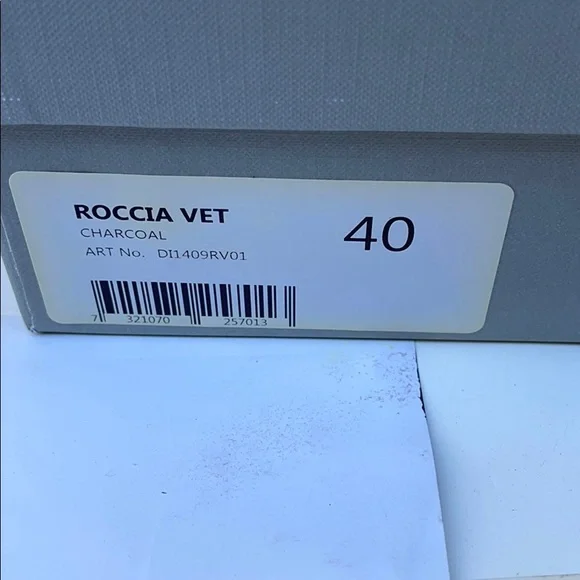 ROCCIA VET
CHARCOAL
40
ART No. DI1409RV01
7 321070 257013